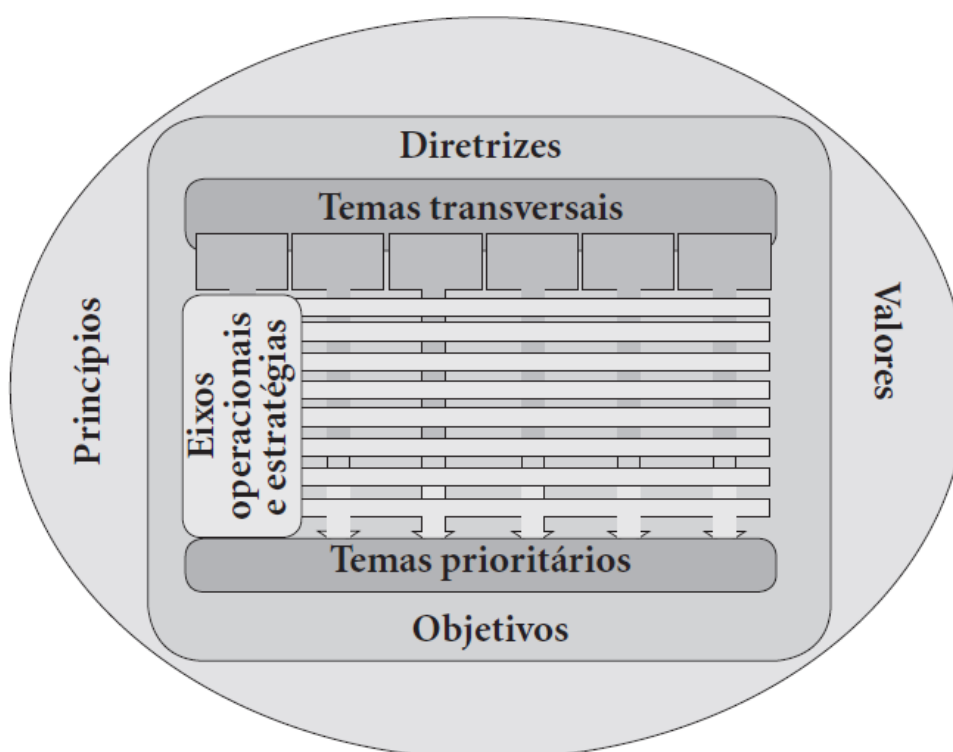 Diretrizes
Temas transversais
Princípios
Eixos
operacionais
e estratégias
Valores
Temas prioritários
Objetivos